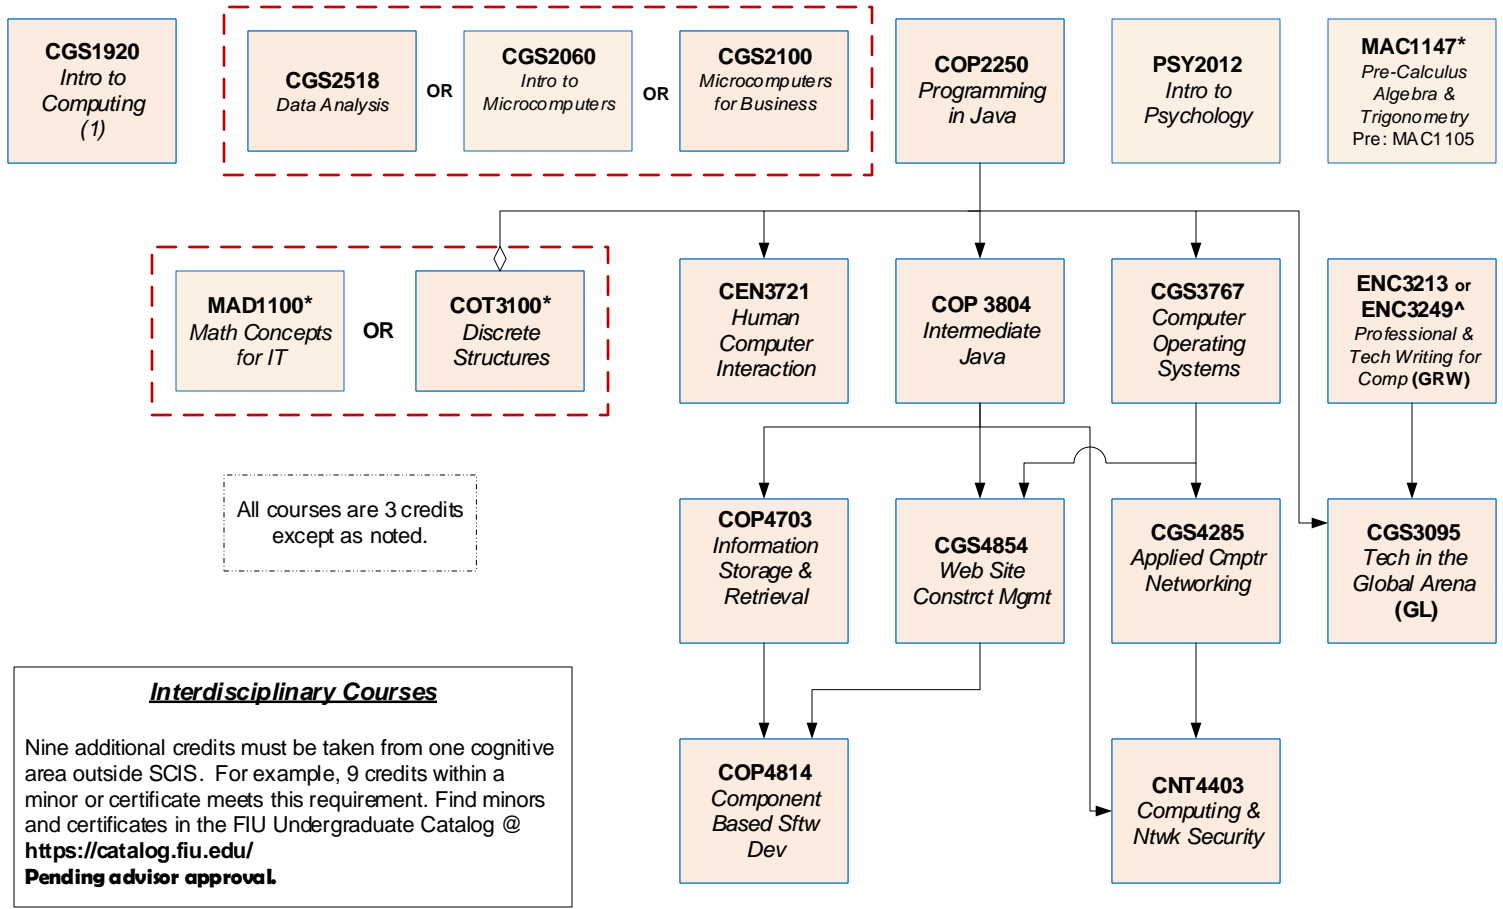 CGS1920
Intro to
Computing
(1)
CGS2518
Data Analysis
OR
CGS2060
Intro to
Microcomputers
OR
CGS2100
Microcomputers
for Business
COP2250
Programming
in Java
PSY2012
Intro to
Psychology
MAC1147*
Pre-Calculus
Algebra &
Trigonometry
Pre: MAC1105
MAD1100*
Math Concepts
for IT
OR
COT3100*
Discrete
Structures
CEN3721
Human
Computer
Interaction
COP 3804
Intermediate
Java
CGS3767
Computer
Operating
Systems
ENC3213 or
ENC3249^
Professional &
Tech Writing for
Comp (GRW)
All courses are 3 credits
except as noted.
COP4703
Information
Storage &
Retrieval
CGS4854
Web Site
Constrct Mgmt
CGS4285
Applied Cmptr
Networking
CGS3095
Tech in the
Global Arena
(GL)
Interdisciplinary Courses
Nine additional credits must be taken from one cognitive
area outside SCIS.  For example, 9 credits within a
minor or certificate meets this requirement. Find minors
and certificates in the FIU Undergraduate Catalog @
https://catalog.fiu.edu/
Pending advisor approval.
COP4814
Component
Based Sftw
Dev
CNT4403
Computing &
Ntwk Security